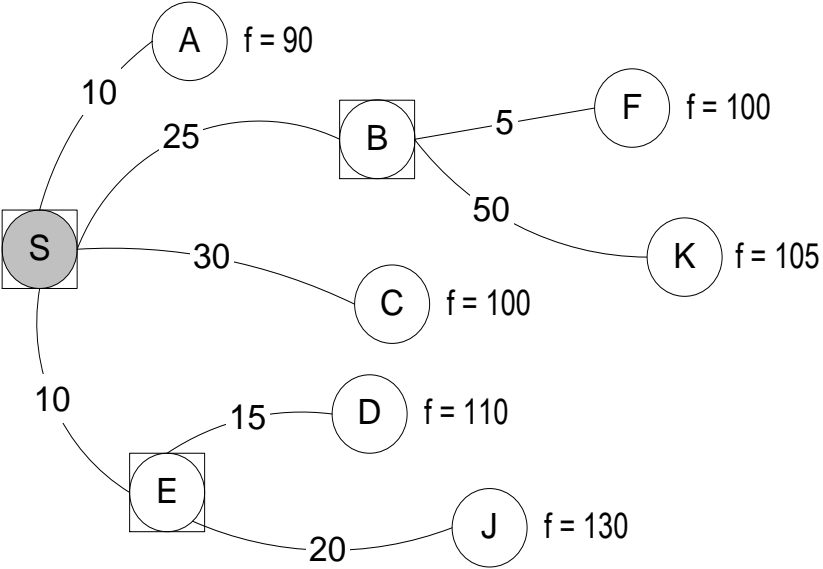 A f = 90
10
25
B
5
F f = 100
50
S
30
K f = 105
C f = 100
10
15
D f = 110
E
J f = 130
20